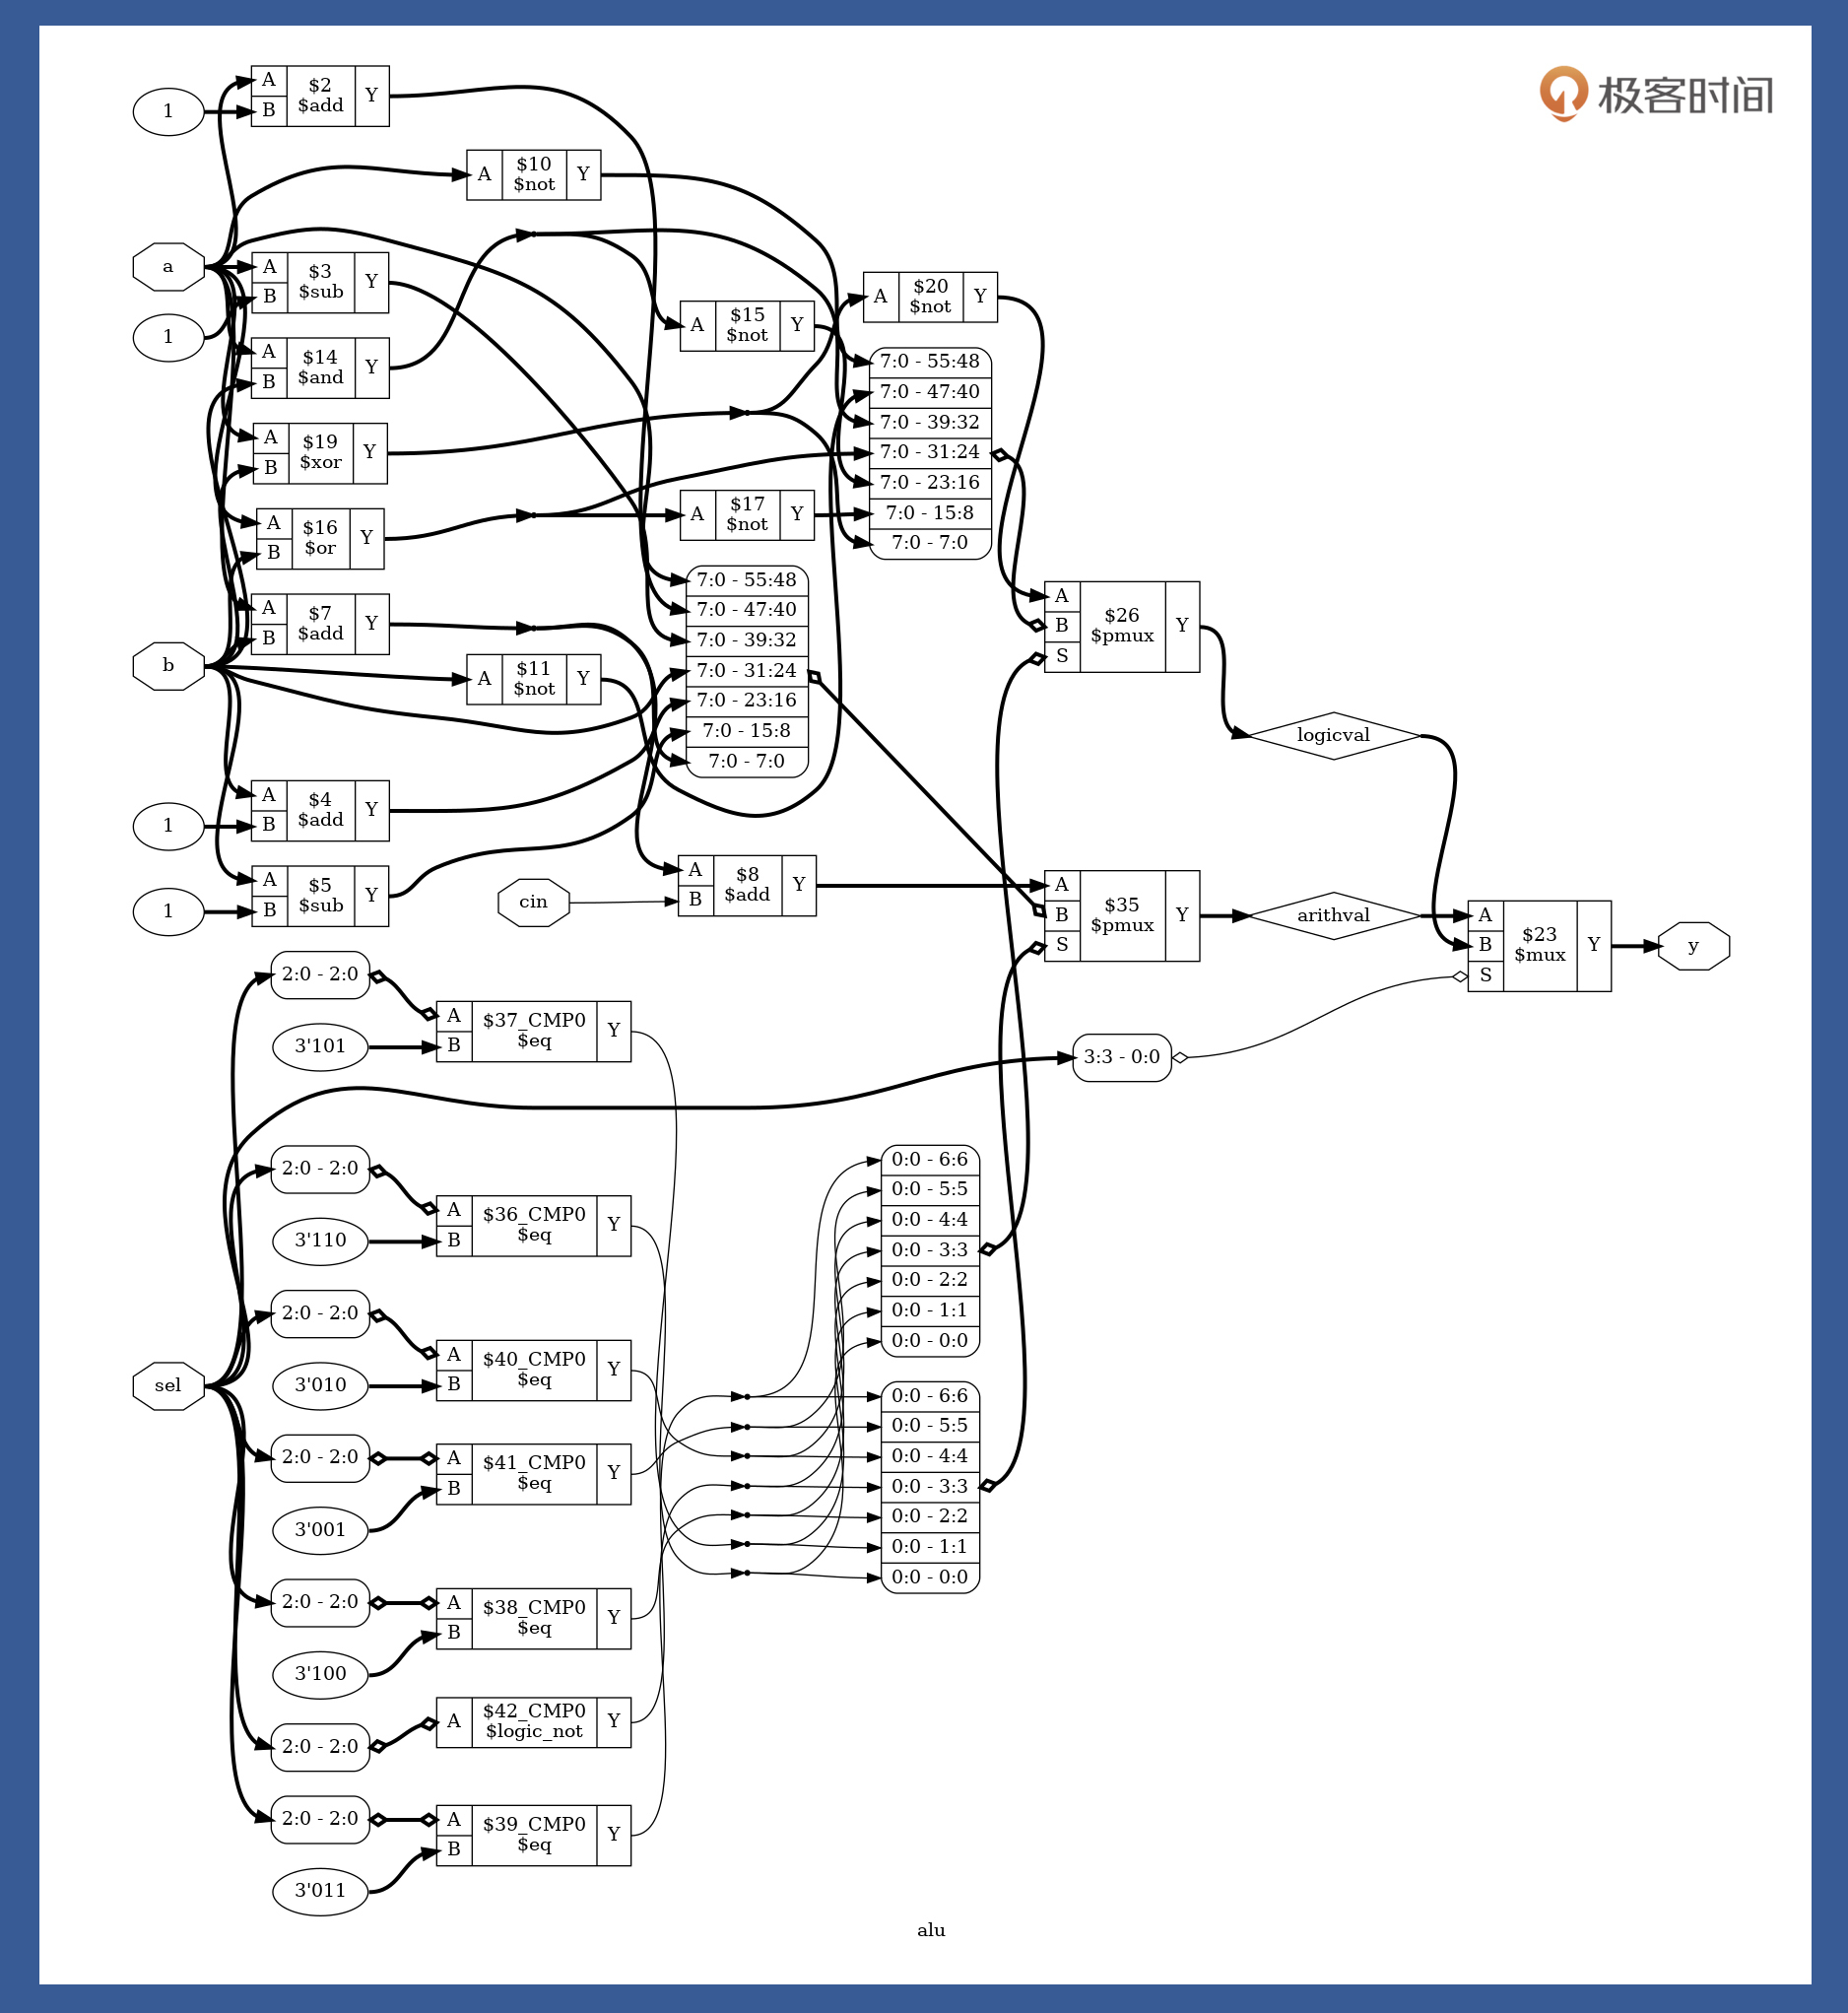 极客时间
A
B
$2
$add
Y
1
A
$10
$not
Y
a
A
B
$3
$sub
Y
1
A
B
$14
$and
Y
A
$15
$not
Y
A
$20
$not
Y
7:0 - 55:48
7:0 - 47:40
7:0 - 39:32
7:0 - 31:24
7:0 - 23:16
7:0 - 15:8
7:0 - 7:0
A
B
$19
$xor
Y
A
B
$16
$or
Y
A
$17
$not
Y
A
B
$7
$add
Y
b
A
$11
$not
Y
7:0 - 55:48
7:0 - 47:40
7:0 - 39:32
7:0 - 31:24
7:0 - 23:16
7:0 - 15:8
7:0 - 7:0
A
B
S
$26
$pmux
Y
logicval
A
B
$4
$add
Y
1
A
B
$5
$sub
Y
1
cin
A
B
$8
$add
Y
A
B
S
$35
$pmux
Y
arithval
A
B
S
$23
$mux
Y
y
2:0 - 2:0
3'101
A
B
$37_CMP0
$eq
Y
3:3 - 0:0
2:0 - 2:0
3'110
A
B
$36_CMP0
$eq
Y
0:0 - 6:6
0:0 - 5:5
0:0 - 4:4
0:0 - 3:3
0:0 - 2:2
0:0 - 1:1
0:0 - 0:0
2:0 - 2:0
3'010
A
B
$40_CMP0
$eq
Y
sel
2:0 - 2:0
3'001
A
B
$41_CMP0
$eq
Y
0:0 - 6:6
0:0 - 5:5
0:0 - 4:4
0:0 - 3:3
0:0 - 2:2
0:0 - 1:1
0:0 - 0:0
2:0 - 2:0
3'100
A
B
$38_CMP0
$eq
Y
2:0 - 2:0
A
$42_CMP0
$logic_not
Y
2:0 - 2:0
3'011
A
B
$39_CMP0
$eq
Y
alu